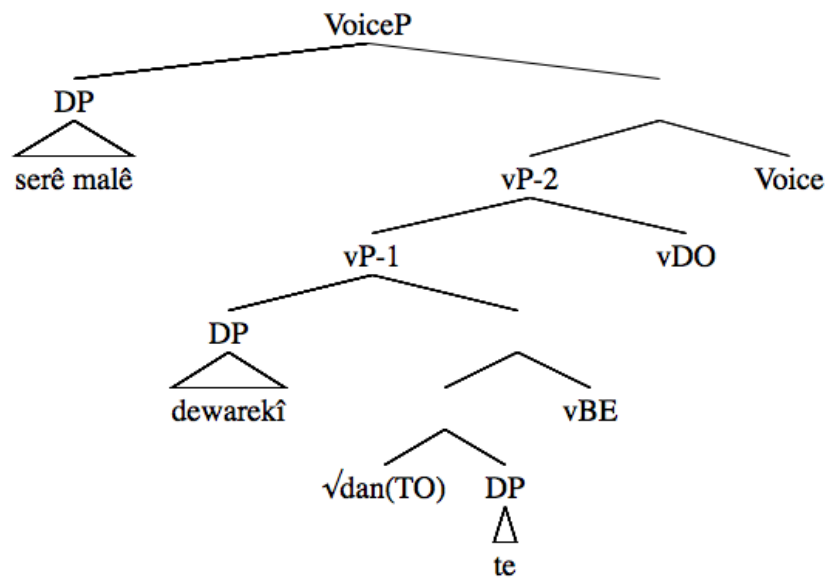 VoiceP
DP
serê malê
vP-2 Voice
vP-1 vDO
DP
dewarekî vBE
√dan(TO) DP
te